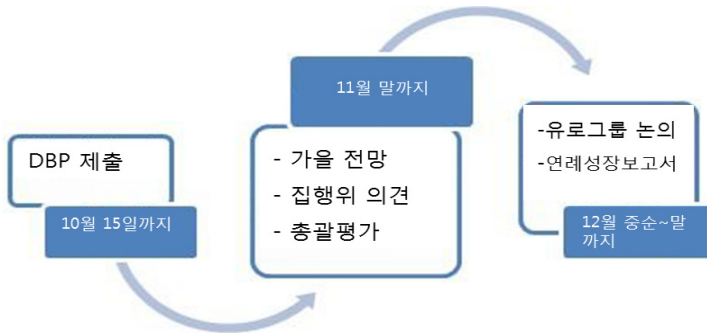 DBP 제출
10월 15일까지
11월 말까지
- 가을 전망
- 집행위 의견
- 총괄평가
-유로그룹 논의
-연례성장보고서
12월 중순~말
까지